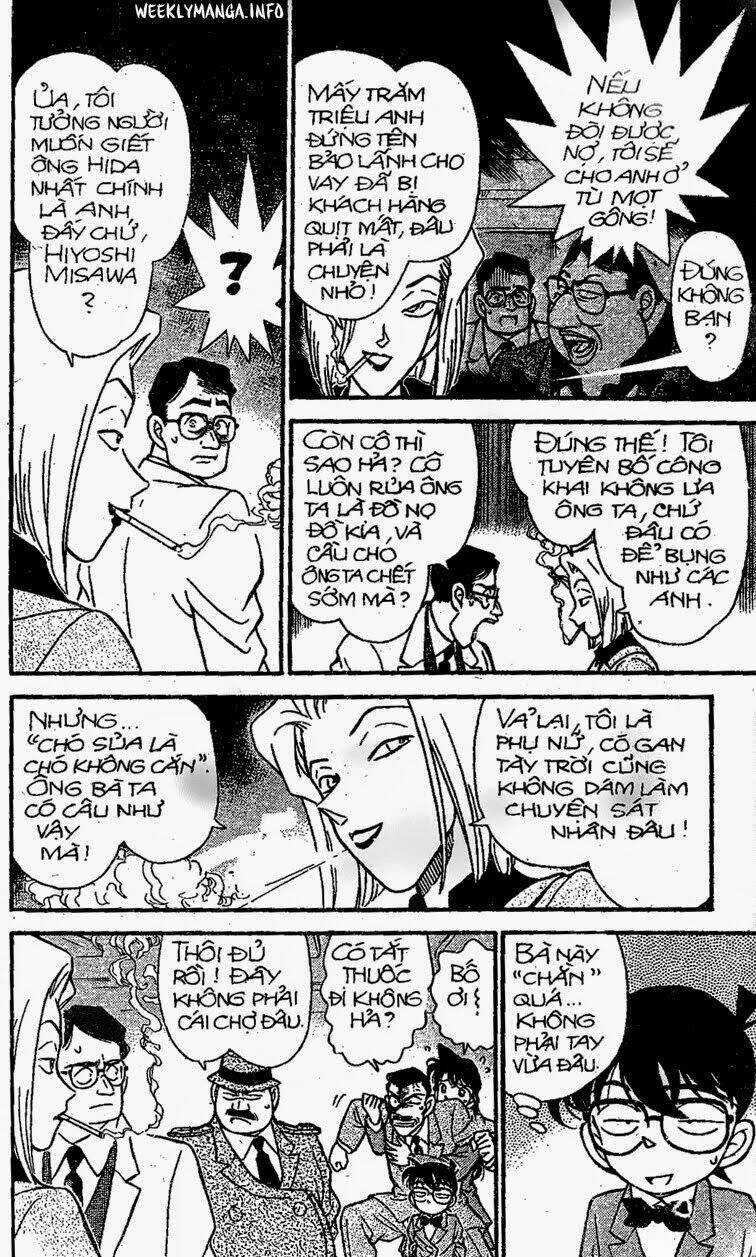 WEEKLYMANGA.INFO
ỦA, TÔI
TƯỞNG NGƯỜI
MUỐN GIẾT
ÔNG HIDA
NHẤT CHÍNH
LÀ ANH,
ĐẤY CHỨ,
HIYOSHI
MISAWA
?
?
MẤY TRĂM
TRIỆU ANH
ĐỨNG TÊN
BẢO LÃNH CHO
VAY ĐÃ BỊ
KHÁCH HÀNG
QUỊT MẤT, ĐÂU
PHẢI LÀ
CHUYỆN
NHỎ!
NẾU
KHÔNG
ĐÒI ĐƯỢC
NỢ, TÔI SẼ
CHO ANH Ở
TÙ MỌT
GÔNG!
ĐÚNG
KHÔNG
BẠN
?
CÒN CÔ THÌ
SAO HẢ? CÔ
LUÔN RỦA ÔNG
TA LÀ ĐỒ NỌ
ĐỒ KIA, VÀ
CẦU CHO
ÔNG TA CHẾT
SỚM MÀ?
ĐÚNG THẾ! TÔI
TUYÊN BỐ CÔNG
KHAI KHÔNG ƯA
ÔNG TA, CHỨ
ĐÂU CÓ
ĐỂ BỤNG
NHƯ CÁC
ANH.
NHƯNG...
"CHÓ SỦA LÀ
CHÓ KHÔNG CẮN".
ÔNG BÀ TA
CÓ CÂU NHƯ
VẬY
MÀ!
VẢ LẠI, TÔI LÀ
PHỤ NỮ, CÓ GAN
TÀY TRỜI CŨNG
KHÔNG DÁM LÀM
CHUYỆN SÁT
NHÂN ĐÂU!
THÔI ĐỦ
RỒI! ĐÂY
KHÔNG PHẢI
CÁI CHỢ ĐÂU.
CÓ TẮT
THUỐC
ĐI KHÔNG
HẢ?
BỐ
ƠI
BÀ NÀY
"CHẰN"
QUÁ...
KHÔNG
PHẢI TAY
VỪA ĐÂU.